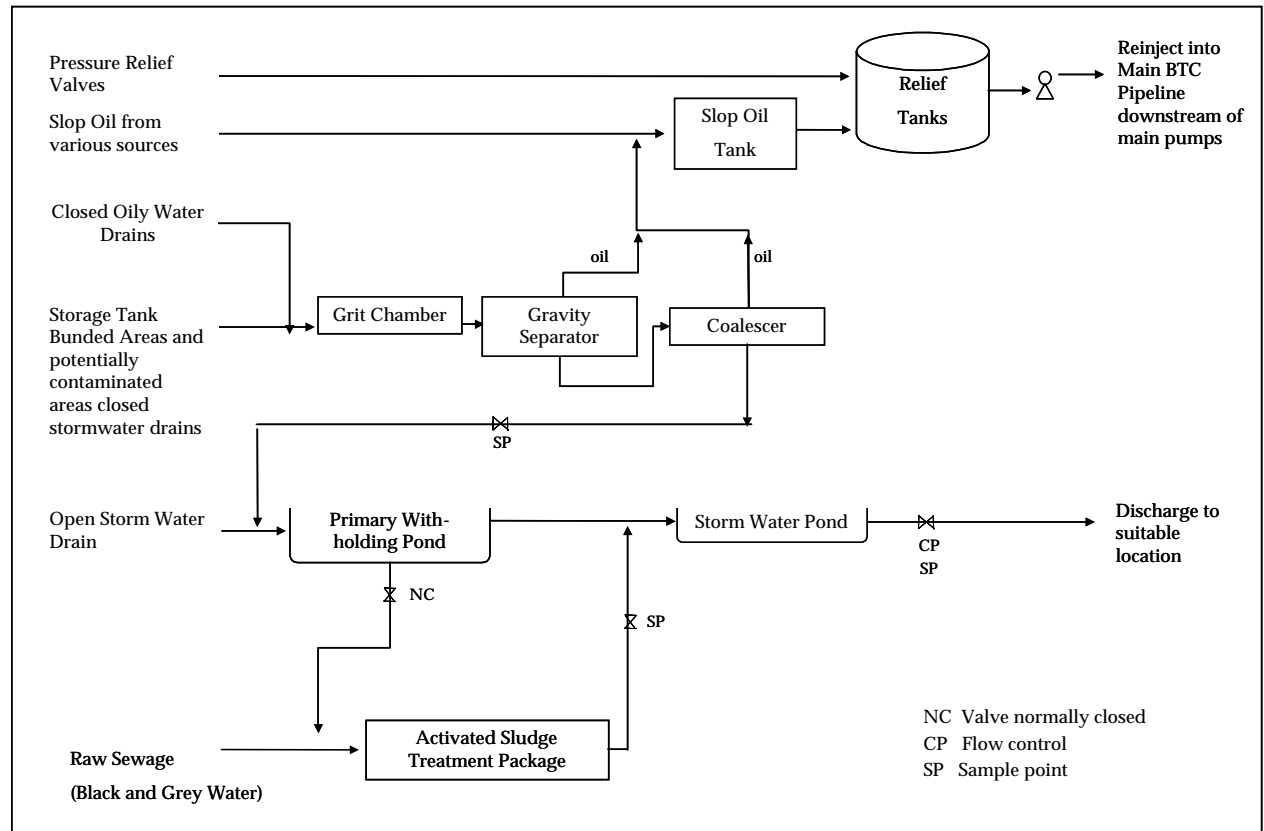 Pressure Relief
Valves
Relief
Tanks
Reinject into
Main BTC
Pipeline
downstream of
main pumps
Slop Oil from
various sources
Slop Oil
Tank
Closed Oily Water
Drains
oil
oil
Storage Tank
Bunded Areas and
potentially
contaminated
areas closed
stormwater drains
Grit Chamber
Gravity
Separator
Coalescer
SP
Open Storm Water
Drain
Primary With-
holding Pond
Storm Water Pond
CP
SP
Discharge to
suitable
location
NC
SP
Raw Sewage
(Black and Grey Water)
Activated Sludge
Treatment Package
NC Valve normally closed
CP Flow control
SP Sample point